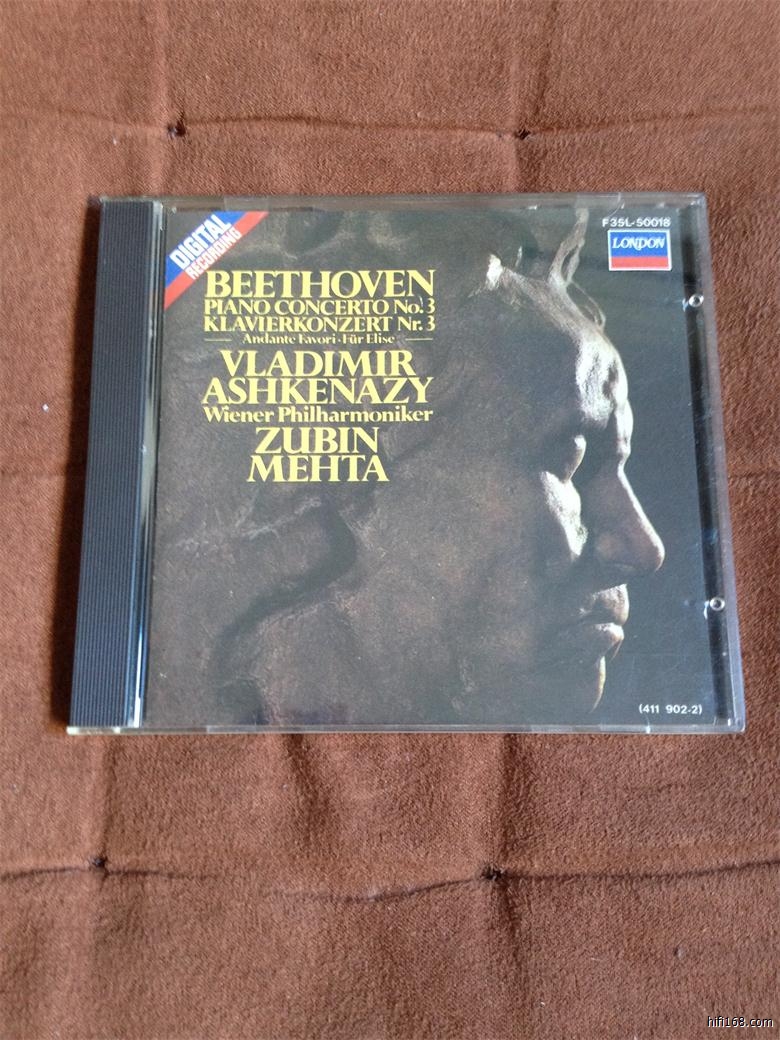 F35L-50018
DIGITAL
RECORDING
LONDON
BEETHOVEN
PIANO CONCERTO No. 3
KLAVIERKONZERT Nr. 3
Andante Favori · Für Elise
VLADIMIR
ASHKENAZY
Wiener Philharmoniker
ZUBIN
MEHTA
(411 902-2)
hifi168.com